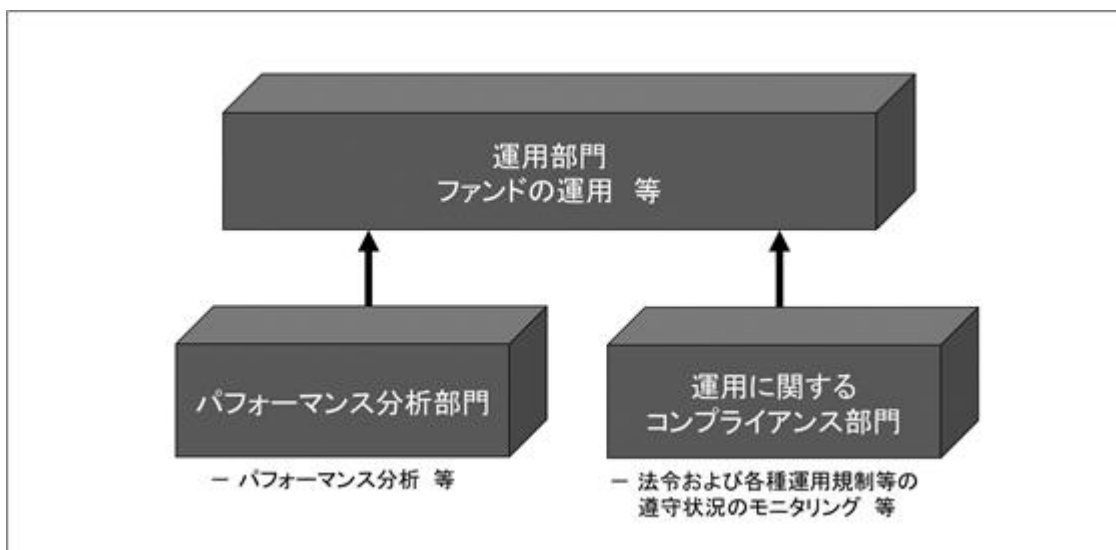 運用部門
ファンドの運用 等
パフォーマンス分析部門
- パフォーマンス分析 等
運用に関する
コンプライアンス部門
- 法令および各種運用規制等の
遵守状況のモニタリング 等